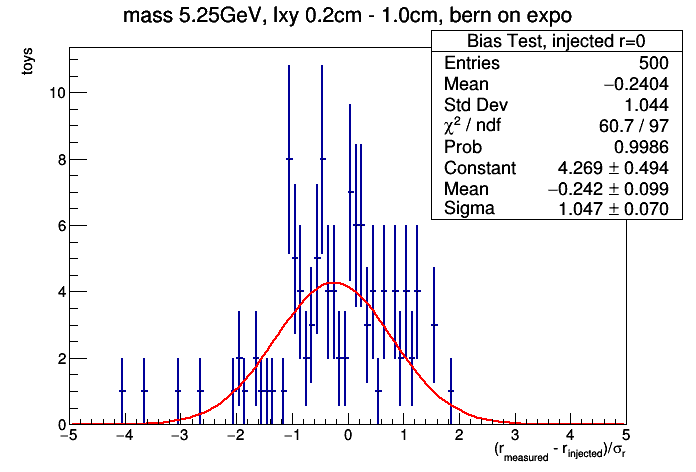 mass 5.25GeV, lxy 0.2cm - 1.0cm, bern on expo
toys
Bias Test, injected r=0
Entries 500
Mean −0.2404
Std Dev 1.044
χ² / ndf 60.7 / 97
Prob 0.9986
Constant 4.269 ± 0.494
Mean −0.242 ± 0.099
Sigma 1.047 ± 0.070
10
8
6
4
2
0
−5 −4 −3 −2 −1 0 1 2 3 4 5
(r_measured - r_injected)/σ_r